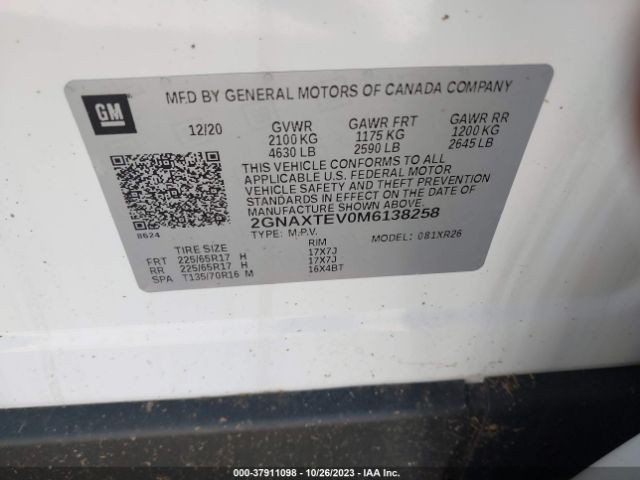 GM
MFD BY GENERAL MOTORS OF CANADA COMPANY
12/20 GVWR GAWR FRT GAWR RR
2100 KG 1175 KG 1200 KG
4630 LB 2590 LB 2645 LB
THIS VEHICLE CONFORMS TO ALL
APPLICABLE U.S. FEDERAL MOTOR
VEHICLE SAFETY AND THEFT PREVENTION
STANDARDS IN EFFECT ON THE DATE OF
MANUFACTURE SHOWN ABOVE.
8624 2GNAXTEV0M6138258
TYPE: M.P.V. MODEL: 081XR26
TIRE SIZE RIM
FRT 225/65R17 H 17X7J
RR 225/65R17 H 17X7J
SPA T135/70R16 M 16X4BT
000-37911098 | 10/26/2023 | IAA Inc.